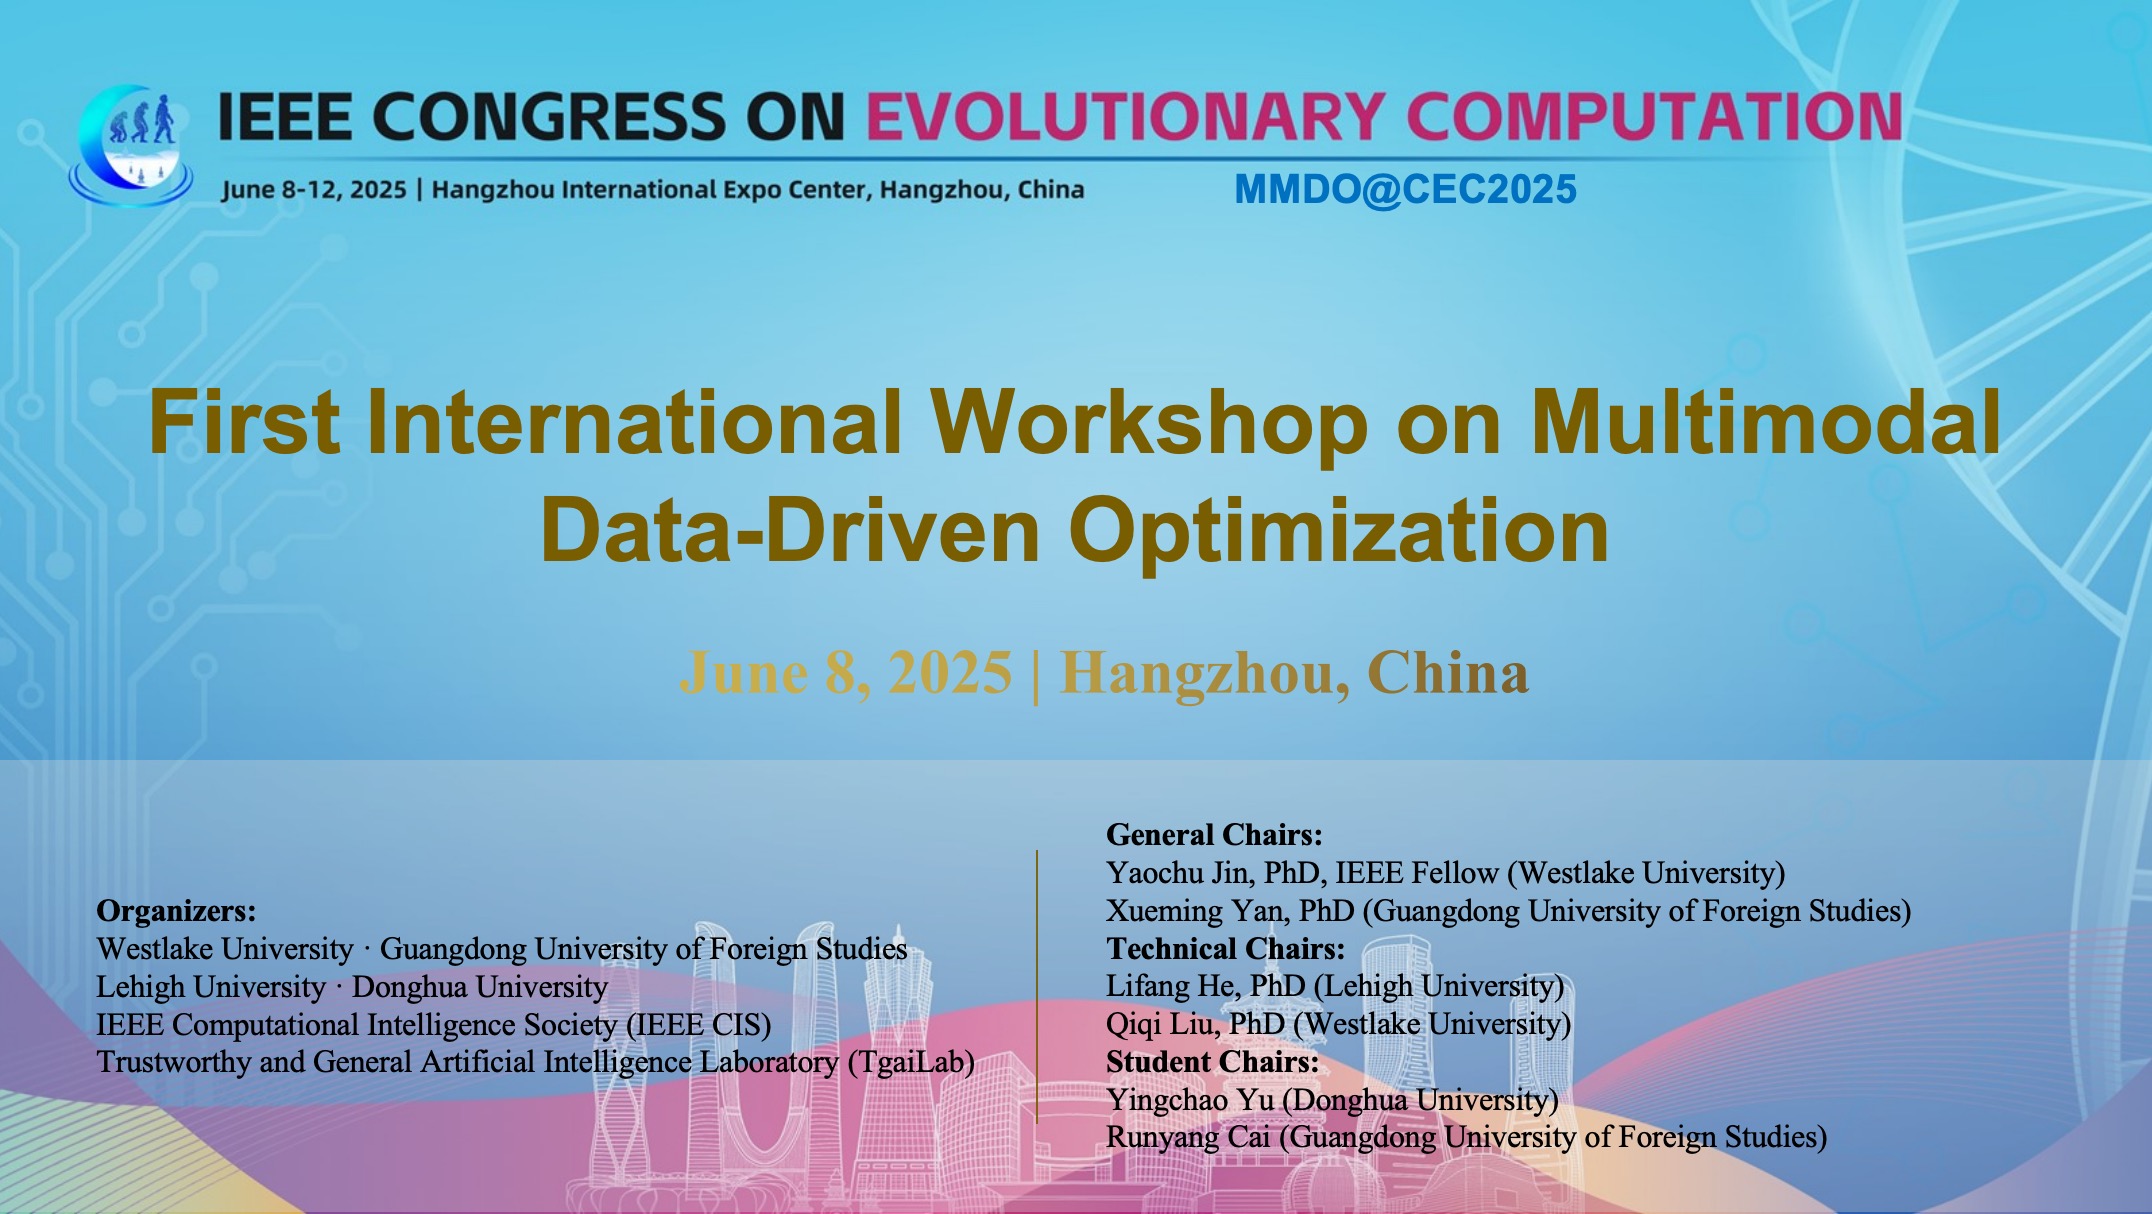 IEEE CONGRESS ON EVOLUTIONARY COMPUTATION
June 8-12, 2025 | Hangzhou International Expo Center, Hangzhou, China
MMDO@CEC2025
First International Workshop on Multimodal
Data-Driven Optimization
June 8, 2025 | Hangzhou, China
Organizers:
Westlake University · Guangdong University of Foreign Studies
Lehigh University · Donghua University
IEEE Computational Intelligence Society (IEEE CIS)
Trustworthy and General Artificial Intelligence Laboratory (TgaiLab)
General Chairs:
Yaochu Jin, PhD, IEEE Fellow (Westlake University)
Xueming Yan, PhD (Guangdong University of Foreign Studies)
Technical Chairs:
Lifang He, PhD (Lehigh University)
Qiqi Liu, PhD (Westlake University)
Student Chairs:
Yingchao Yu (Donghua University)
Runyang Cai (Guangdong University of Foreign Studies)